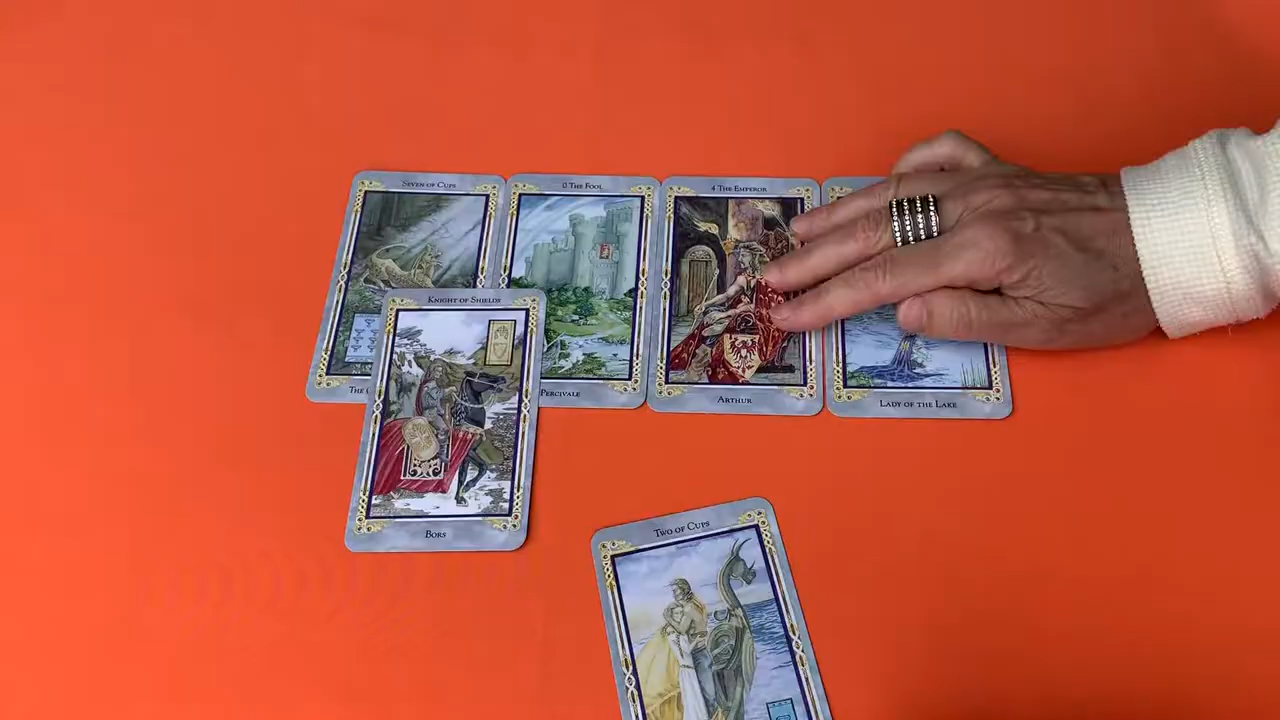 Seven of Cups
0 The Fool
4 The Emperor
The
Percivale
Arthur
Lady of the Lake
Knight of Shields
Bors
Two of Cups